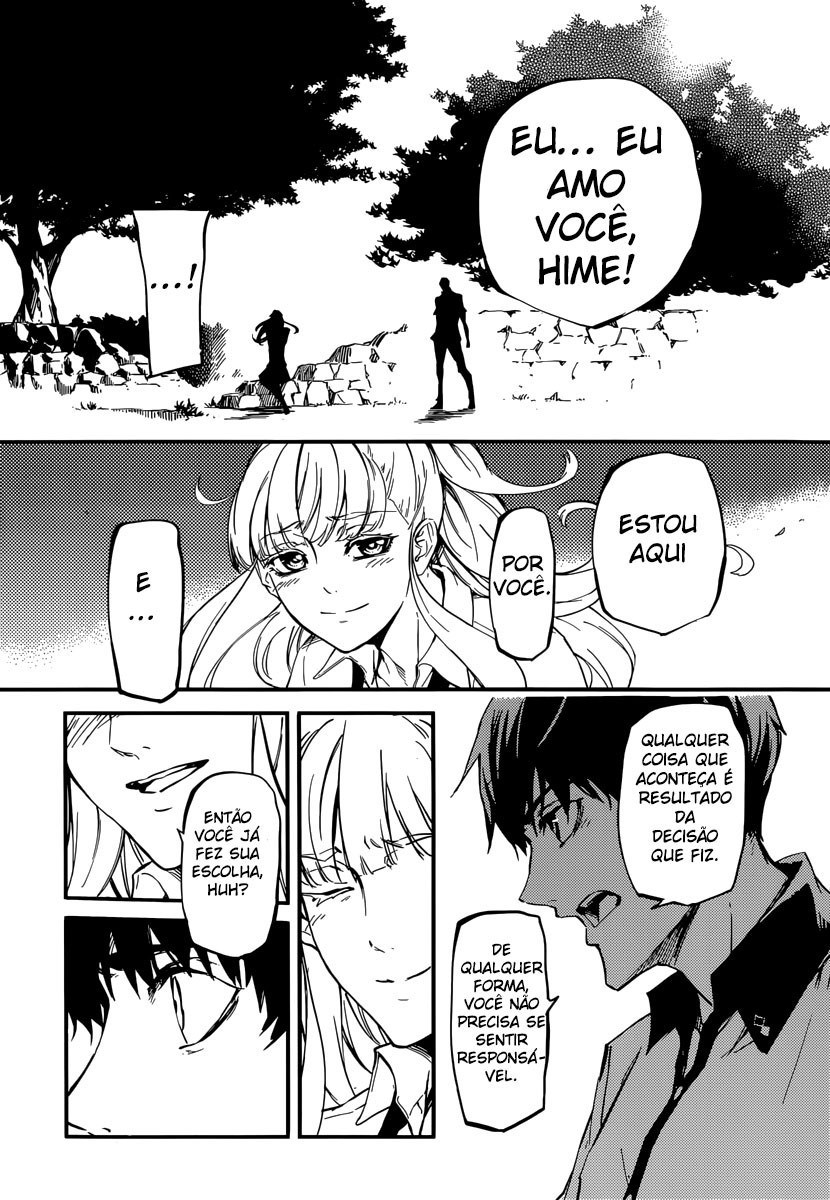 EU... EU
AMO
VOCÊ,
HIME!
...!
ESTOU
AQUI
POR
VOCÊ.
E
...
QUALQUER
COISA QUE
ACONTEÇA É
RESULTADO
DA
DECISÃO
QUE FIZ.
DE
QUALQUER
FORMA,
VOCÊ NÃO
PRECISA SE
SENTIR
RESPONSÁ-
VEL.
ENTÃO
VOCÊ JÁ
FEZ SUA
ESCOLHA,
HUH?